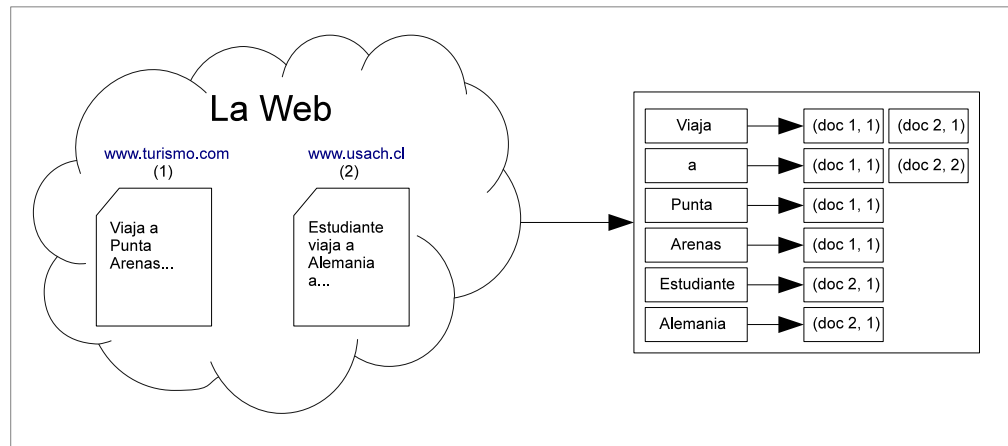 La Web
www.turismo.com
(1)
Viaja a
Punta
Arenas...
www.usach.cl
(2)
Estudiante
viaja a
Alemania
a...
Viaja (doc 1, 1) (doc 2, 1)
a (doc 1, 1) (doc 2, 2)
Punta (doc 1, 1)
Arenas (doc 1, 1)
Estudiante (doc 2, 1)
Alemania (doc 2, 1)